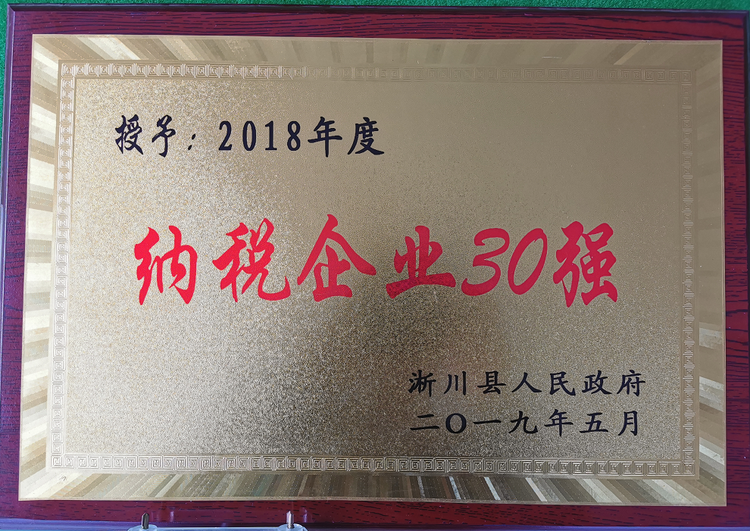 授予：2018年度
纳税企业30强
淅川县人民政府
二〇一九年五月